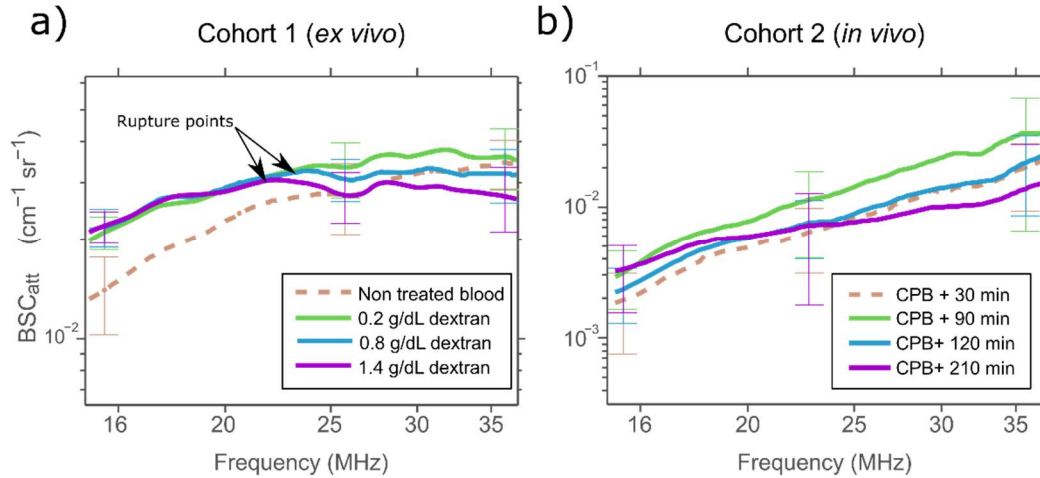 a)
Cohort 1 (ex vivo)
BSCatt (cm⁻¹ sr⁻¹)
10⁻²
Rupture points
Non treated blood
0.2 g/dL dextran
0.8 g/dL dextran
1.4 g/dL dextran
16 20 25 30 35
Frequency (MHz)
b)
Cohort 2 (in vivo)
10⁻¹
10⁻²
10⁻³
CPB + 30 min
CPB + 90 min
CPB+ 120 min
CPB+ 210 min
16 20 25 30 35
Frequency (MHz)